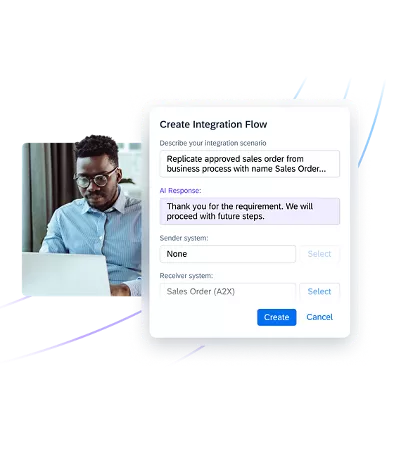 Create Integration Flow
Describe your integration scenario
Replicate approved sales order from
business process with name Sales Order...
AI Response:
Thank you for the requirement. We will
proceed with future steps.
Sender system:
None
Select
Receiver system:
Sales Order (A2X)
Select
Create
Cancel